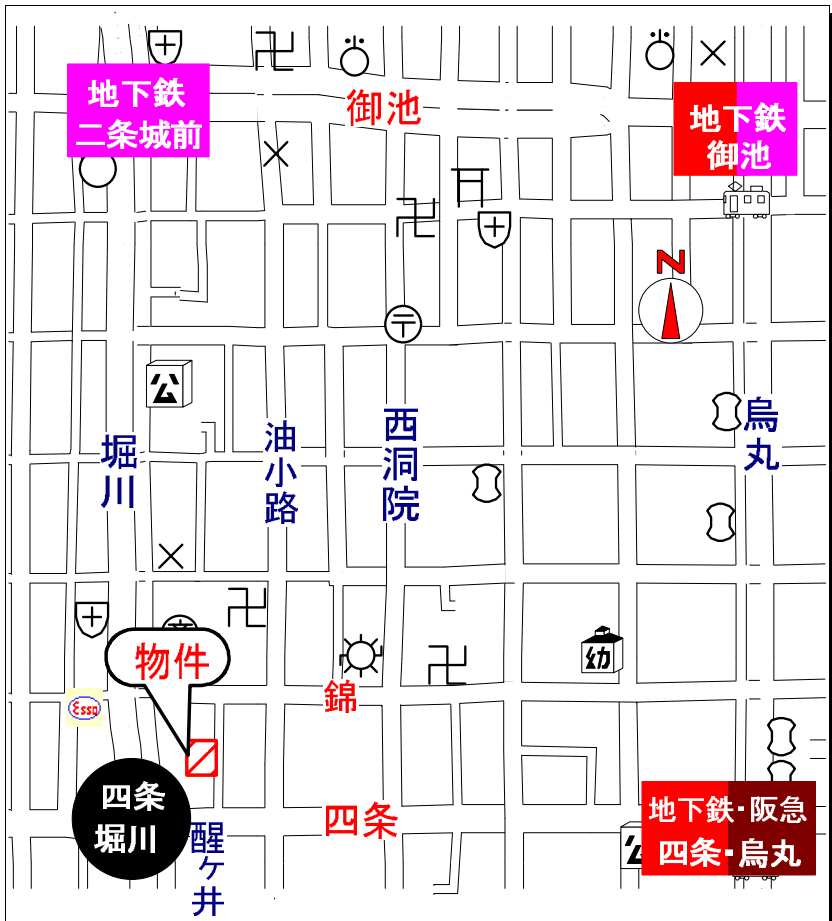 地下鉄
二条城前
御池
地下鉄
御池
N
〒
公
堀川
油小路
西洞院
烏丸
物件
幼
錦
Esso
四条
堀川
醒ヶ井
四条
公
地下鉄・阪急
四条・烏丸